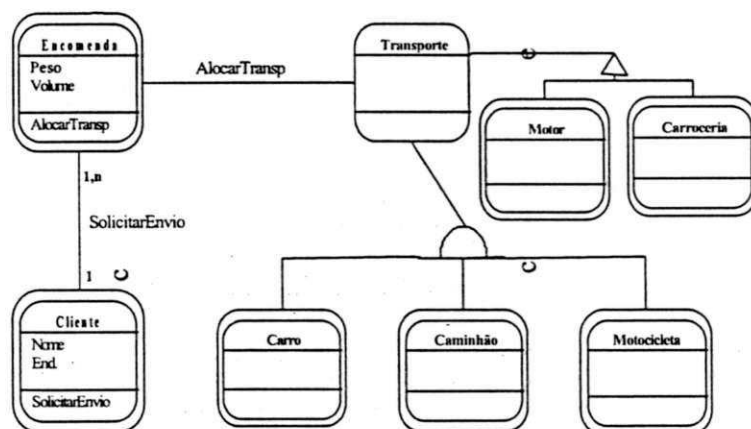 Encomenda
Peso
Volume
AlocarTransp
AlocarTransp
Transporte
C
Motor
Carroceria
1,n
SolicitarEnvio
1 C
C
Cliente
Nome
End.
SolicitarEnvio
Carro
Caminhão
Motocicleta